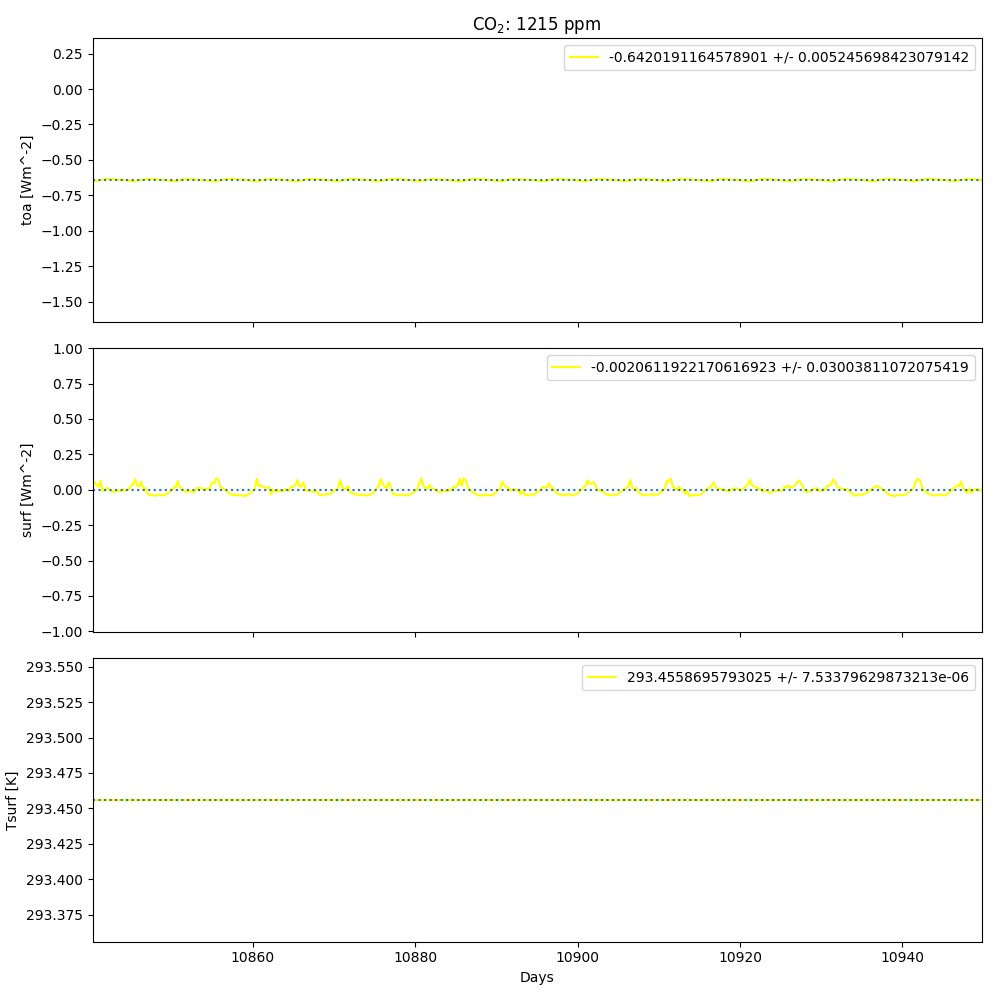 CO₂: 1215 ppm
toa [Wm^-2]
0.25
0.00
−0.25
−0.50
−0.75
−1.00
−1.25
−1.50
-0.6420191164578901 +/- 0.005245698423079142
surf [Wm^-2]
1.00
0.75
0.50
0.25
0.00
−0.25
−0.50
−0.75
−1.00
-0.0020611922170616923 +/- 0.03003811072075419
Tsurf [K]
293.550
293.525
293.500
293.475
293.450
293.425
293.400
293.375
293.4558695793025 +/- 7.53379629873213e-06
10860 10880 10900 10920 10940
Days